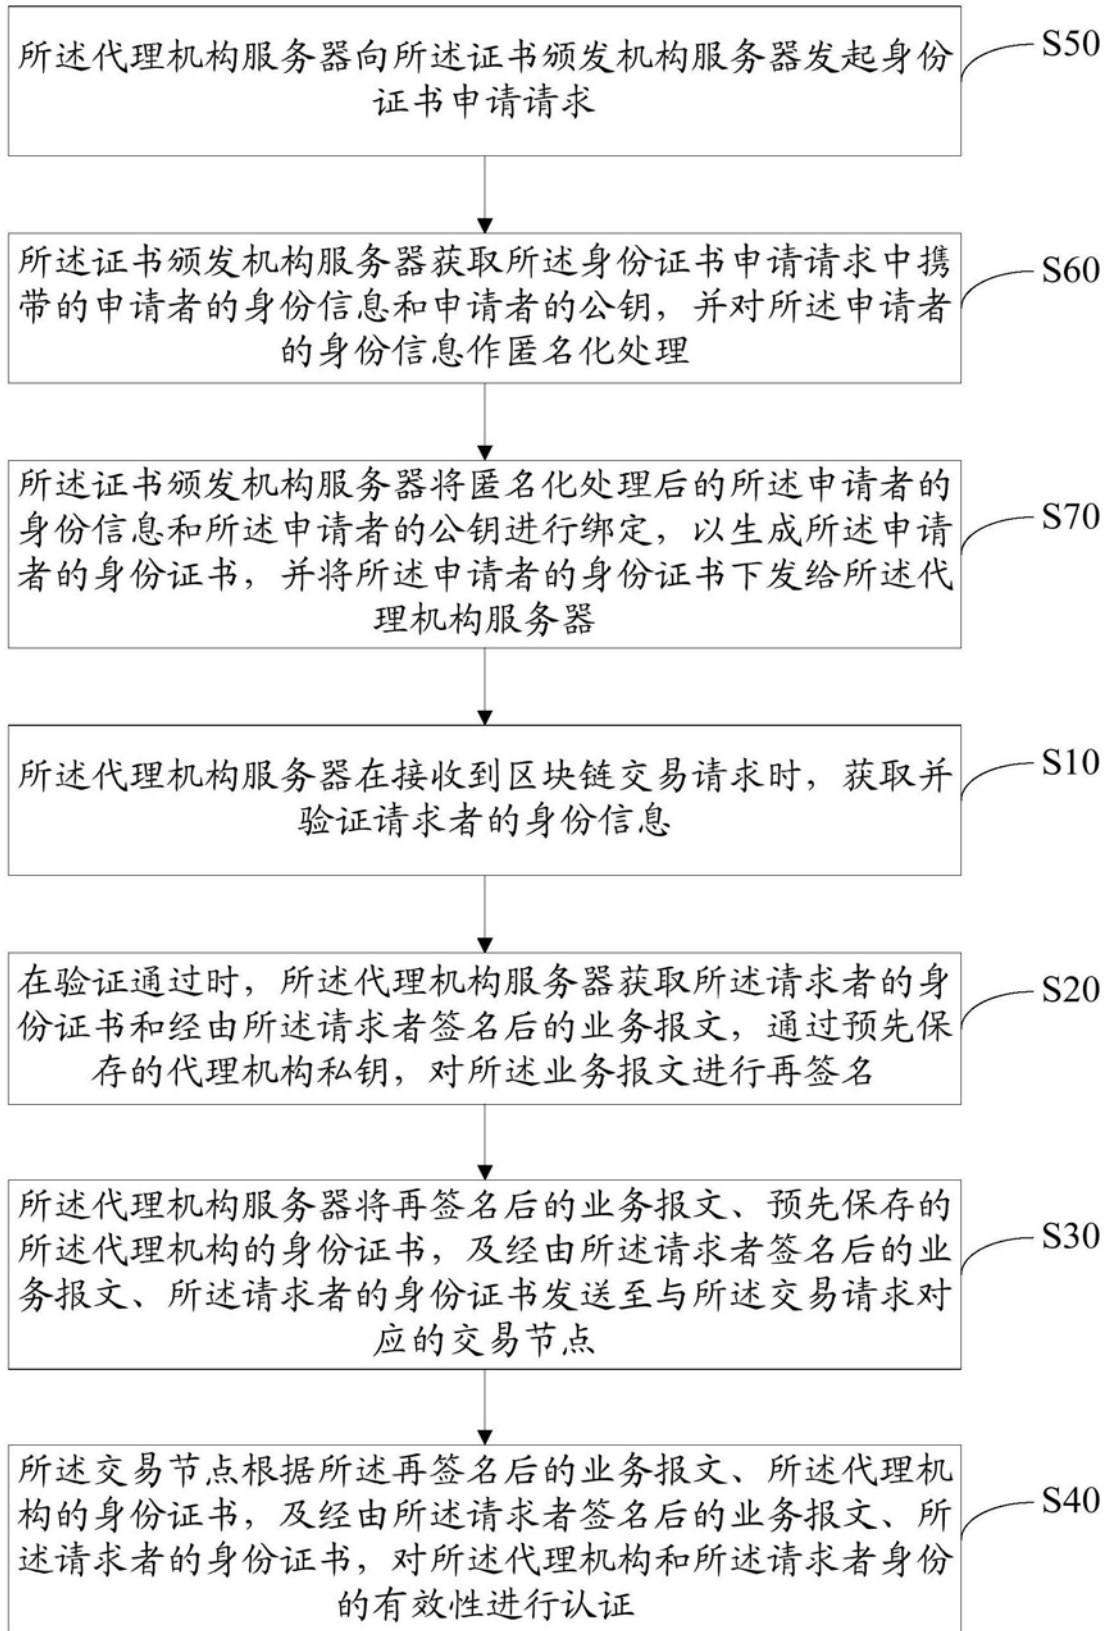 所述代理机构服务器向所述证书颁发机构服务器发起身份
证书申请请求
S50
所述证书颁发机构服务器获取所述身份证书申请请求中携
带的申请者的身份信息和申请者的公钥，并对所述申请者
的身份信息作匿名化处理
S60
所述证书颁发机构服务器将匿名化处理后的所述申请者的
身份信息和所述申请者的公钥进行绑定，以生成所述申请
者的身份证书，并将所述申请者的身份证书下发给所述代
理机构服务器
S70
所述代理机构服务器在接收到区块链交易请求时，获取并
验证请求者的身份信息
S10
在验证通过时，所述代理机构服务器获取所述请求者的身
份证书和经由所述请求者签名后的业务报文，通过预先保
存的代理机构私钥，对所述业务报文进行再签名
S20
所述代理机构服务器将再签名后的业务报文、预先保存的
所述代理机构的身份证书，及经由所述请求者签名后的业
务报文、所述请求者的身份证书发送至与所述交易请求对
应的交易节点
S30
所述交易节点根据所述再签名后的业务报文、所述代理机
构的身份证书，及经由所述请求者签名后的业务报文、所
述请求者的身份证书，对所述代理机构和所述请求者身份
的有效性进行认证
S40